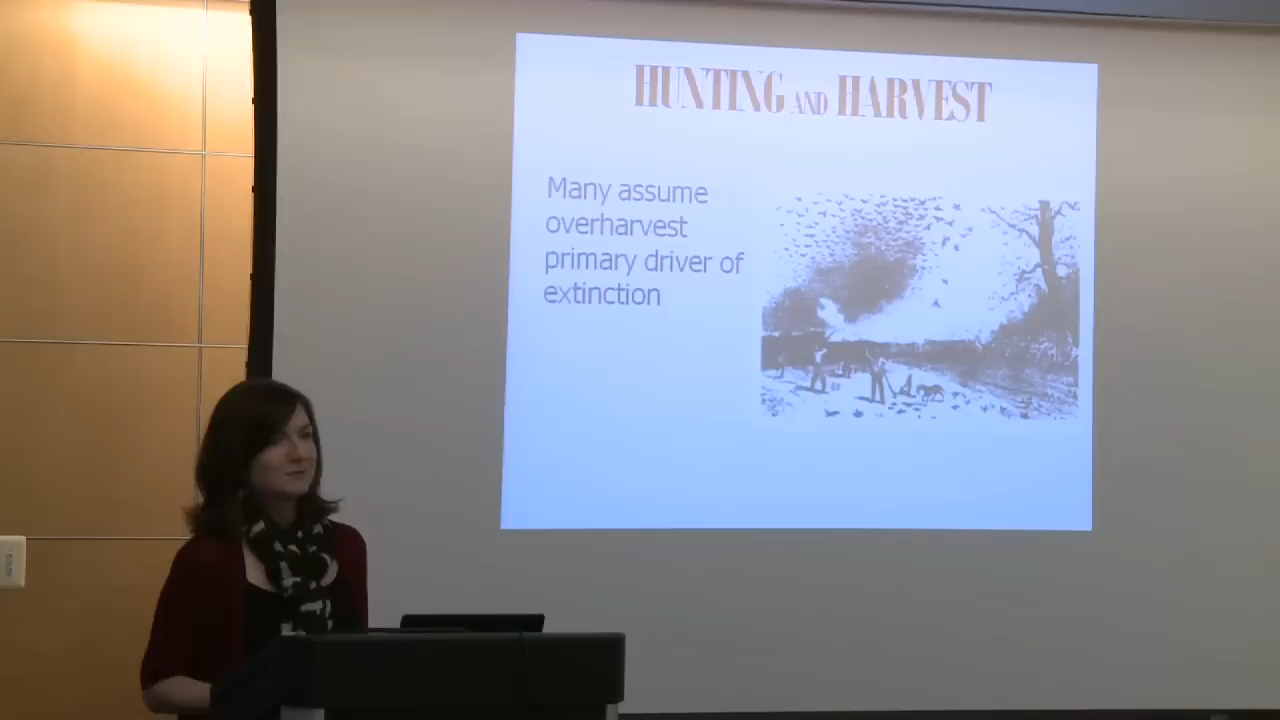 HUNTING AND HARVEST
Many assume
overharvest
primary driver of
extinction